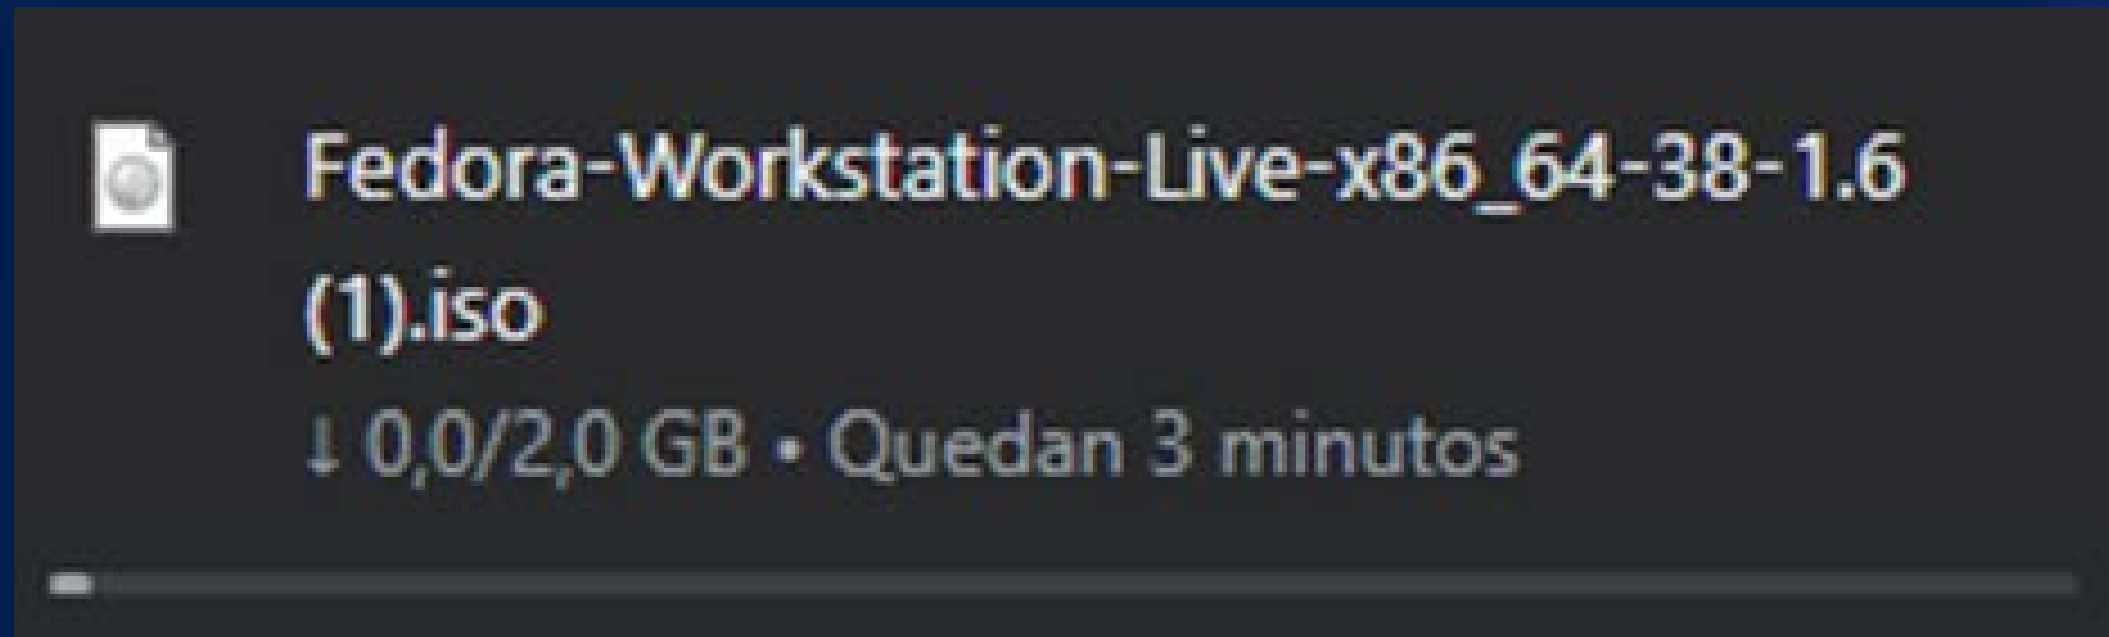 Fedora-Workstation-Live-x86_64-38-1.6
(1).iso
↓ 0,0/2,0 GB • Quedan 3 minutos